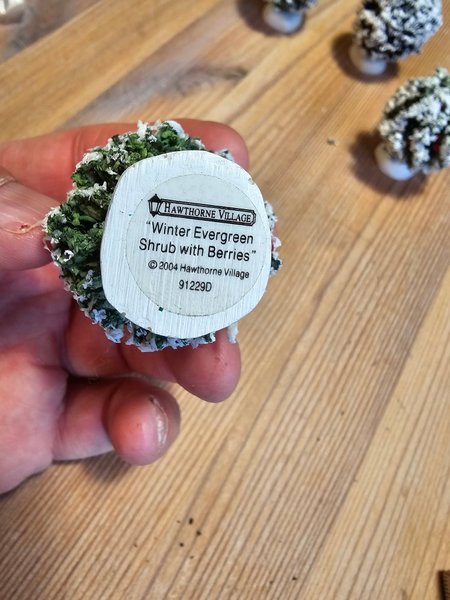 HAWTHORNE VILLAGE
"Winter Evergreen
Shrub with Berries"
© 2004 Hawthorne Village
91229D